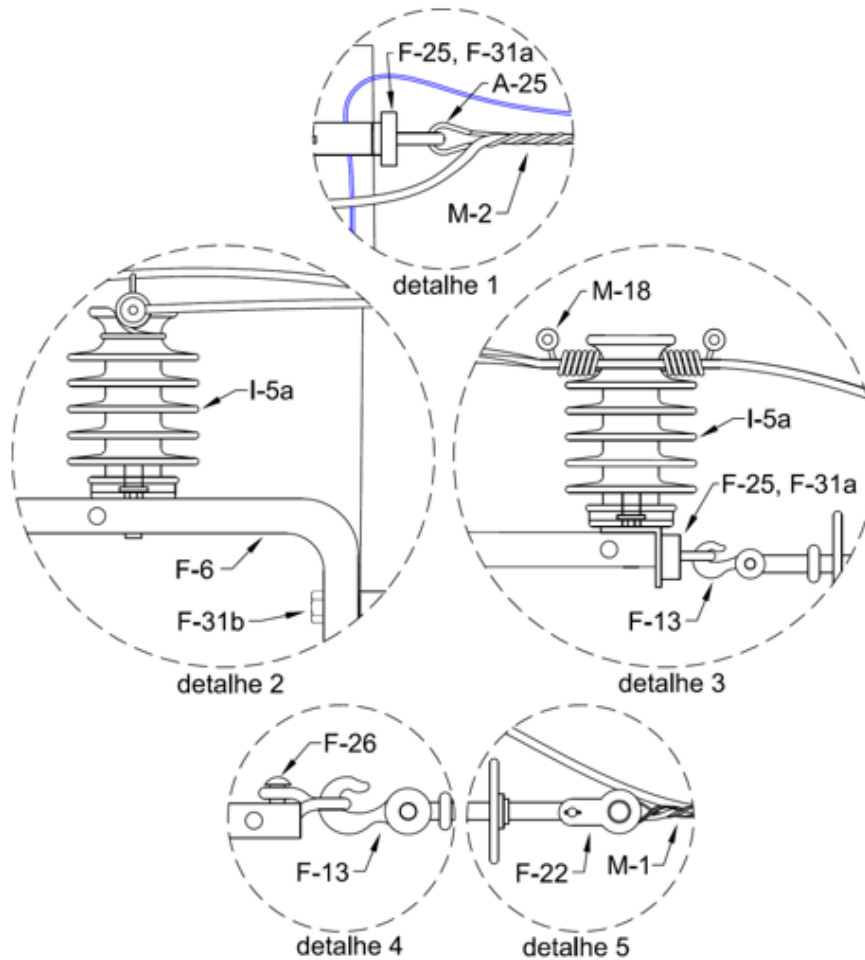 F-25, F-31a
A-25
M-2
detalhe 1
I-5a
F-6
F-31b
detalhe 2
M-18
I-5a
F-25, F-31a
F-13
detalhe 3
F-26
F-13
detalhe 4
F-22
M-1
detalhe 5